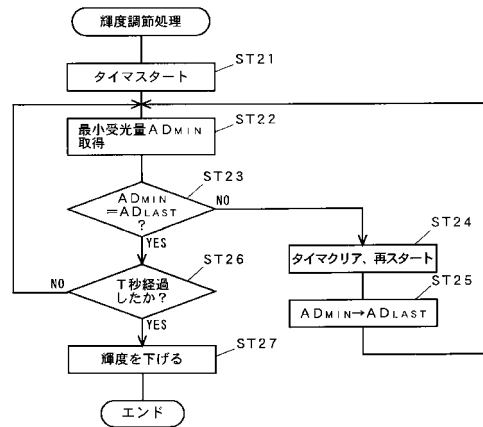 輝度調節処理
ST21
タイマスタート
ST22
最小受光量ADMIN
取得
ST23
ADMIN
=ADLAST
?
NO
YES
ST24
タイマクリア、再スタート
ST25
ADMIN→ADLAST
ST26
T秒経過
したか?
NO
YES
ST27
輝度を下げる
エンド